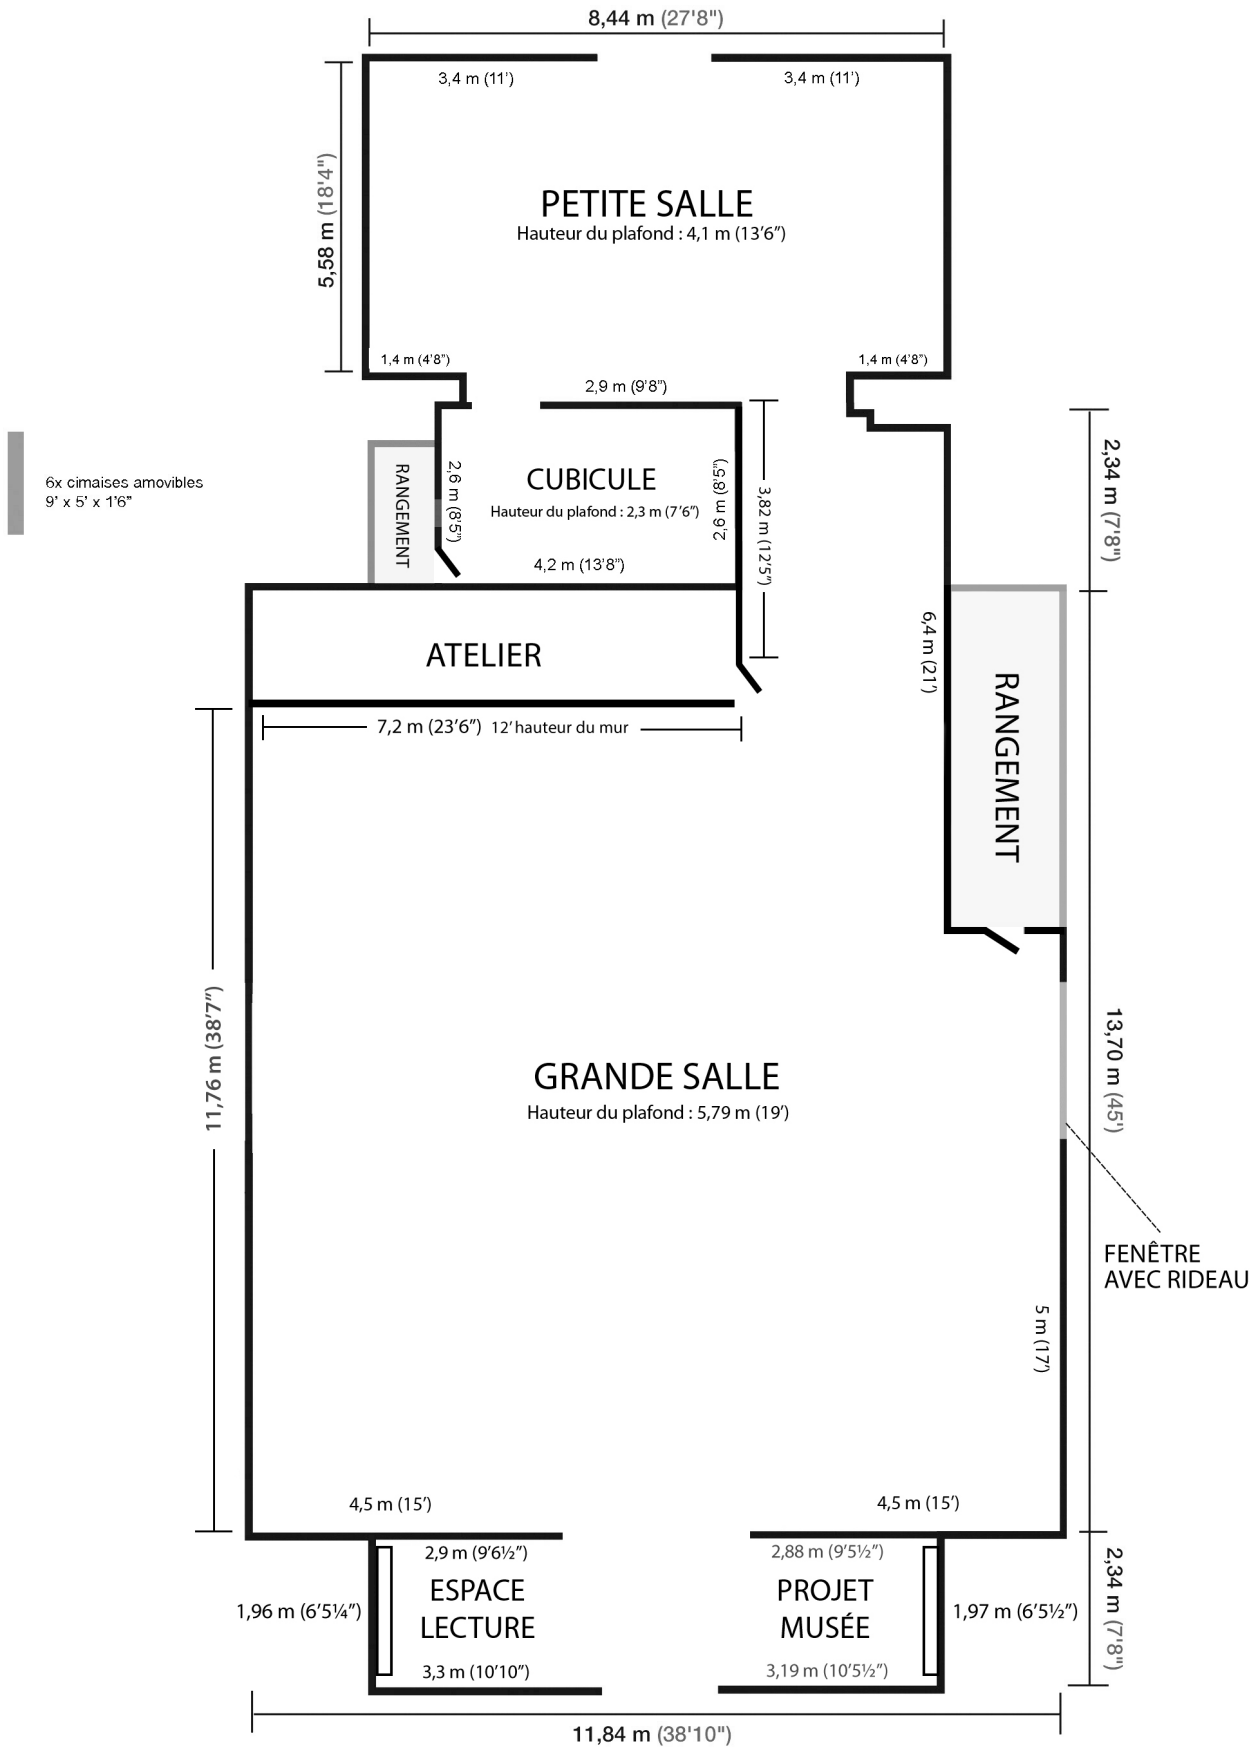 8,44 m (27'8")
3,4 m (11’)
3,4 m (11’)
5,58 m (18'4")
PETITE SALLE
Hauteur du plafond : 4,1 m (13’6’’)
1,4 m (4’8’’)
1,4 m (4’8’’)
2,9 m (9’8’’)
2,34 m (7'8")
6x cimaises amovibles
9’ x 5’ x 1’6’’
RANGEMENT
2,6 m (8’5’’)
CUBICULE
Hauteur du plafond : 2,3 m (7’6’’)
2,6 m (8’5’’)
3,82 m (12’5’’)
4,2 m (13’8’’)
ATELIER
6,4 m (21’)
RANGEMENT
7,2 m (23’6’’) 12’ hauteur du mur
11,76 m (38’7’’)
GRANDE SALLE
Hauteur du plafond : 5,79 m (19’)
13,70 m (45')
FENÊTRE
AVEC RIDEAU
5 m (17’)
4,5 m (15’)
4,5 m (15’)
2,9 m (9’6½’’)
2,88 m (9’5½’’)
ESPACE
LECTURE
PROJET
MUSÉE
1,96 m (6’5¼’’)
1,97 m (6’5½’’)
2,34 m (7'8")
3,3 m (10’10’’)
3,19 m (10’5½’’)
11,84 m (38'10")